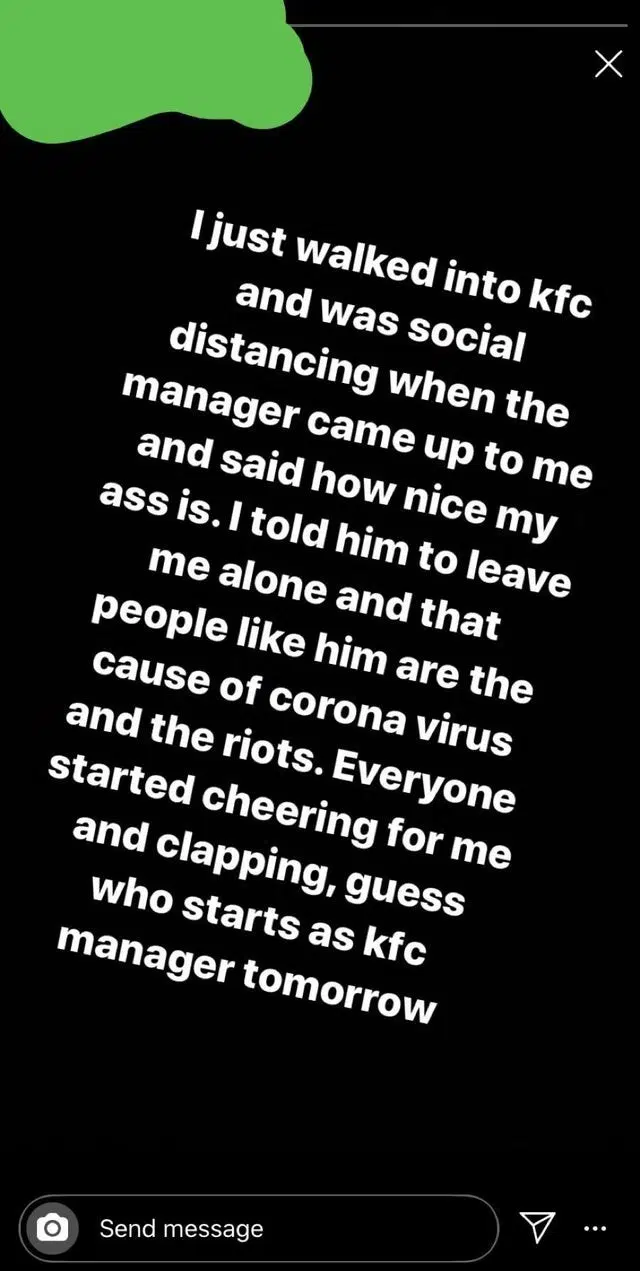 I just walked into kfc
and was social
distancing when the
manager came up to me
and said how nice my
ass is. I told him to leave
me alone and that
people like him are the
cause of corona virus
and the riots. Everyone
started cheering for me
and clapping, guess
who starts as kfc
manager tomorrow
Send message